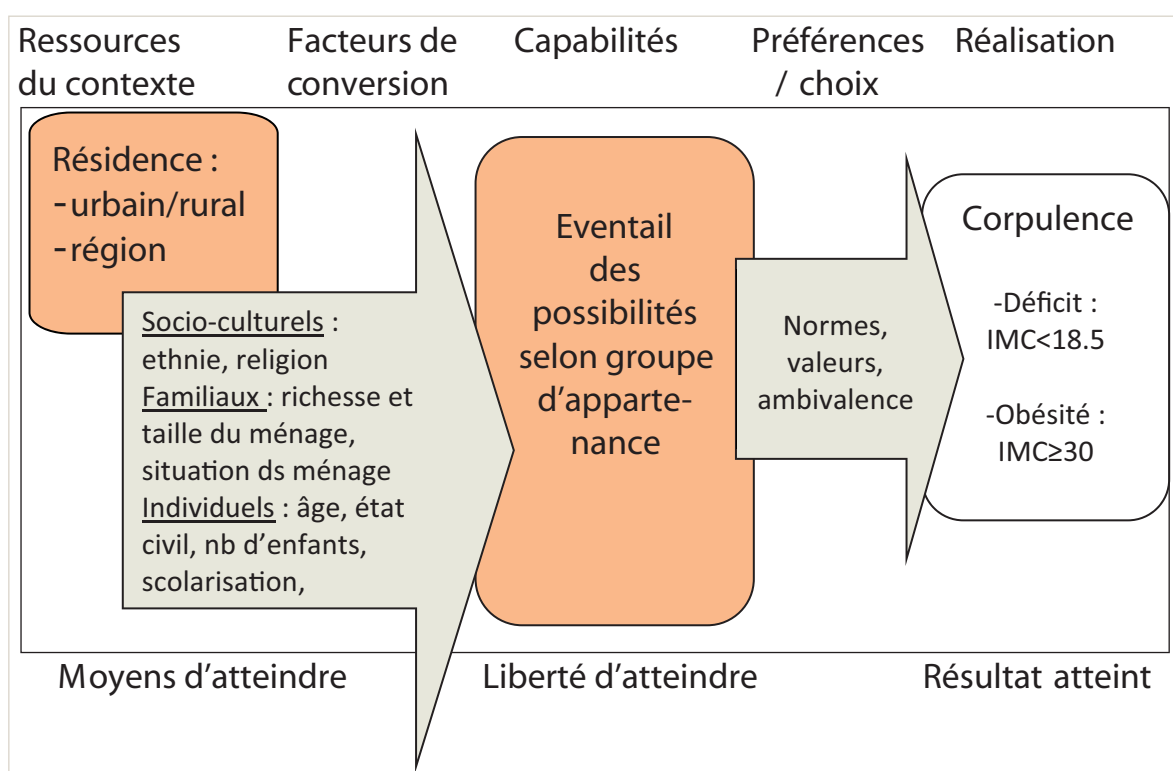 Ressources
du contexte
Facteurs de
conversion
Capabilités
Préférences
/ choix
Réalisation
Résidence :
-urbain/rural
-région
Socio-culturels :
ethnie, religion
Familiaux : richesse et
taille du ménage,
situation ds ménage
Individuels : âge, état
civil, nb d'enfants,
scolarisation,
Eventail
des
possibilités
selon groupe
d'apparte-
nance
Normes,
valeurs,
ambivalence
Corpulence
-Déficit :
IMC<18.5
-Obésité :
IMC≥30
Moyens d'atteindre
Liberté d'atteindre
Résultat atteint